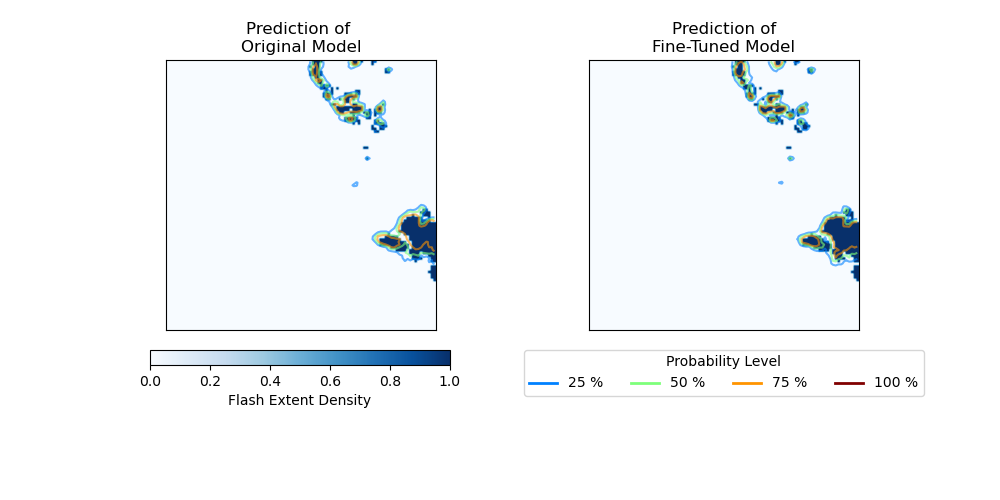 Prediction of
Original Model
Prediction of
Fine-Tuned Model
0.0 0.2 0.4 0.6 0.8 1.0
Flash Extent Density
Probability Level
25 % 50 % 75 % 100 %